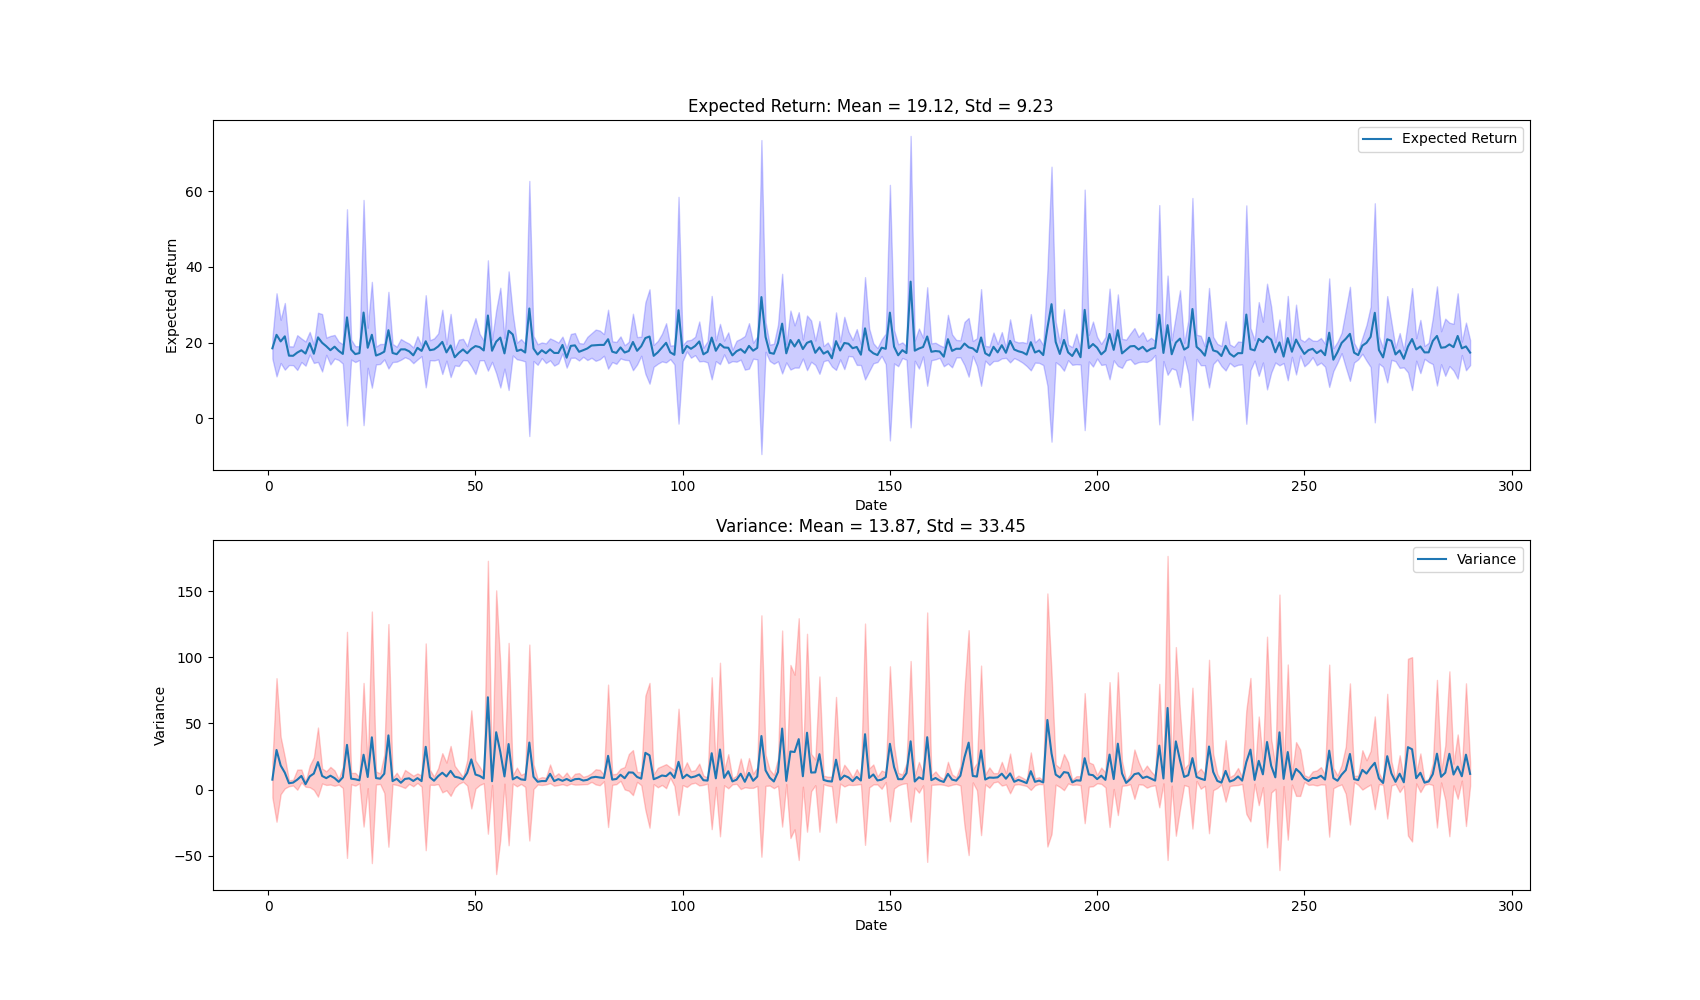 Expected Return: Mean = 19.12, Std = 9.23
Expected Return
60
40
20
0
Expected Return
0 50 100 150 200 250 300
Date
Variance: Mean = 13.87, Std = 33.45
Variance
150
100
50
0
−50
Variance
0 50 100 150 200 250 300
Date